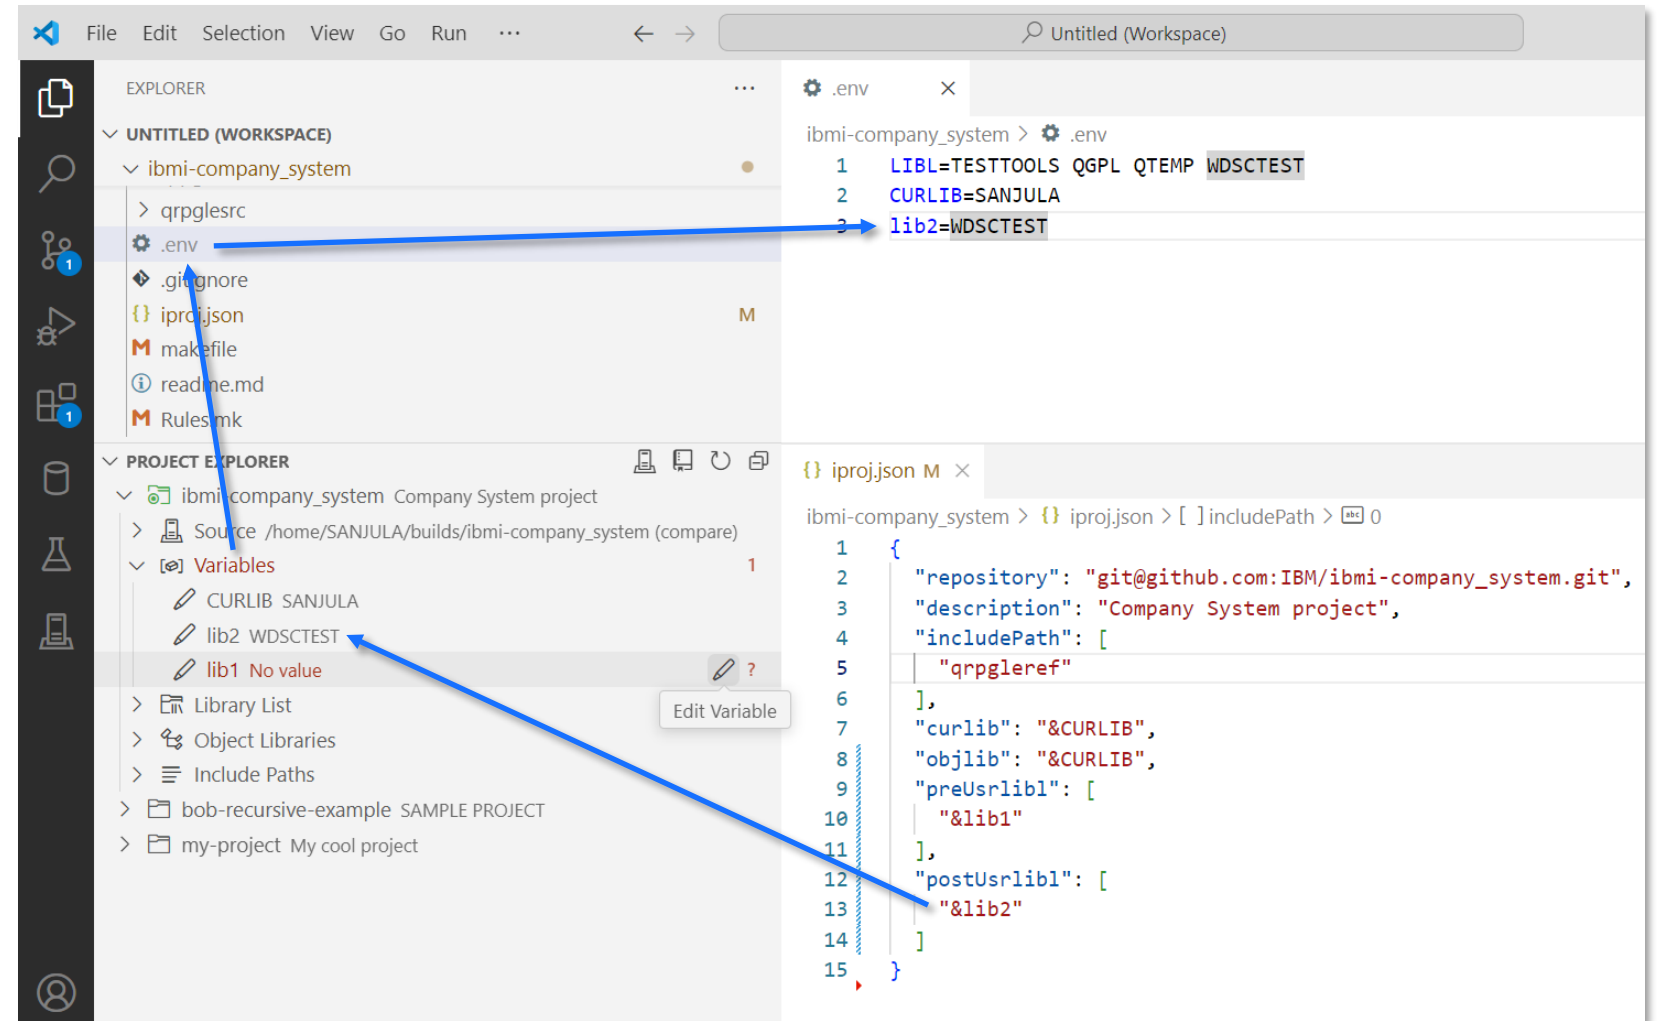 File Edit Selection View Go Run ···
Untitled (Workspace)
EXPLORER
UNTITLED (WORKSPACE)
ibmi-company_system
qrpglesrc
.env
.gitignore
iproj.json M
makefile
readme.md
Rules.mk
PROJECT EXPLORER
ibmi-company_system Company System project
Source /home/SANJULA/builds/ibmi-company_system (compare)
Variables 1
CURLIB SANJULA
lib2 WDSCTEST
lib1 No value ?
Edit Variable
Library List
Object Libraries
Include Paths
bob-recursive-example SAMPLE PROJECT
my-project My cool project
1
1
.env
ibmi-company_system > .env
1 LIBL=TESTTOOLS QGPL QTEMP WDSCTEST
2 CURLIB=SANJULA
3 lib2=WDSCTEST
{} iproj.json M
ibmi-company_system > {} iproj.json > [ ] includePath > abc 0
1 {
2 "repository": "git@github.com:IBM/ibmi-company_system.git",
3 "description": "Company System project",
4 "includePath": [
5 "qrpgleref"
6 ],
7 "curlib": "&CURLIB",
8 "objlib": "&CURLIB",
9 "preUsrlibl": [
10 "&lib1"
11 ],
12 "postUsrlibl": [
13 "&lib2"
14 ]
15 }